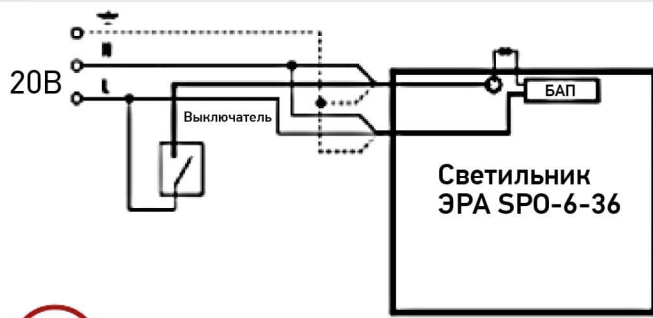 N
20В
L
Выключатель
БАП
Светильник
ЭРА SPO-6-36